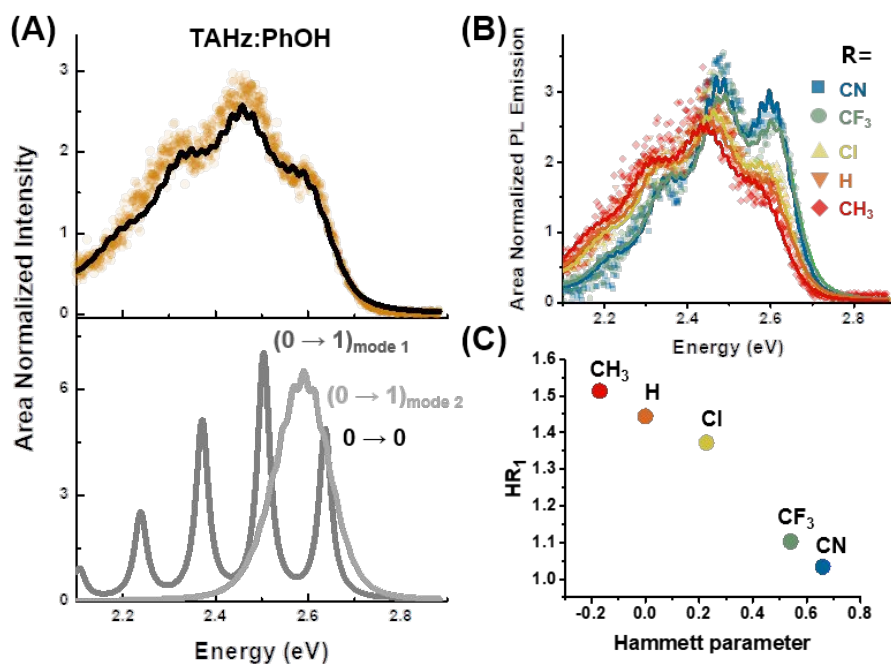 (A)
TAHz:PhOH
3
2
1
0
Area Normalized Intensity
(0 → 1)mode 1
(0 → 1)mode 2
0 → 0
6
3
0
2.2 2.4 2.6 2.8
Energy (eV)
(B)
R=
CN
CF3
Cl
H
CH3
3
2
1
0
Area Normalized PL Emission
2.2 2.4 2.6 2.8
Energy (eV)
(C)
1.6
1.5
1.4
1.3
1.2
1.1
1.0
HR1
CH3
H
Cl
CF3
CN
-0.2 0.0 0.2 0.4 0.6 0.8
Hammett parameter